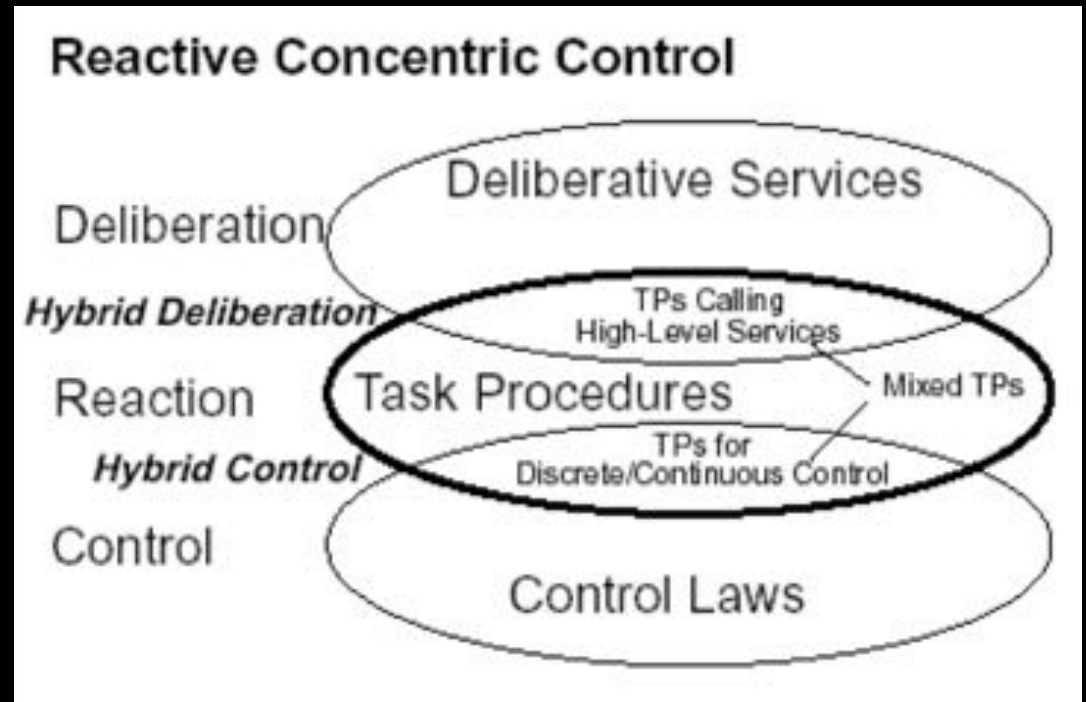 Reactive Concentric Control
Deliberative Services
Deliberation
Hybrid Deliberation
TPs Calling
High-Level Services
Reaction
Task Procedures
Mixed TPs
Hybrid Control
TPs for
Discrete/Continuous Control
Control
Control Laws